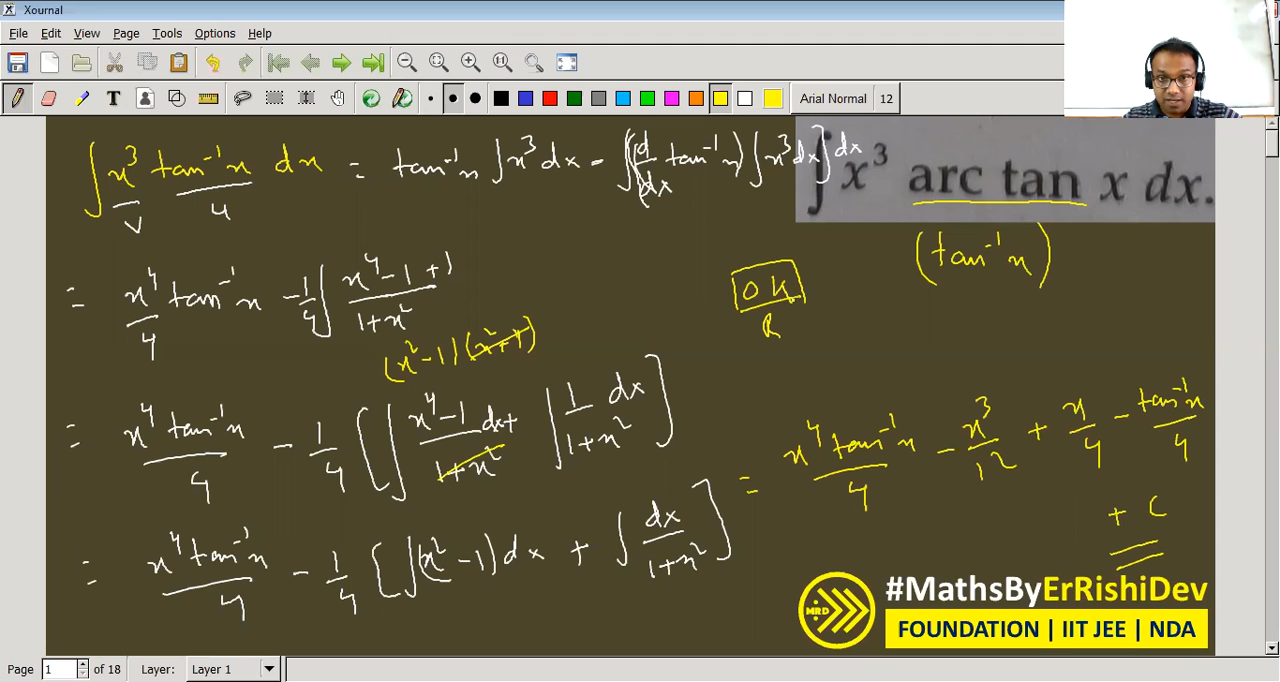 Xournal
File Edit View Page Tools Options Help
Arial Normal 12
∫ x³ tan⁻¹x dx = tan⁻¹x ∫ x³ dx - ∫ (d/dx tan⁻¹x) ∫ x³ dx] dx
v u
∫ x³ arc tan x dx.
(tan⁻¹x)
= x⁴/4 tan⁻¹x - 1/4 ∫ (x⁴ - 1 + 1)/(1+x²)
OK
R
(x² - 1)(x² + 1)
= x⁴ tan⁻¹x/4 - 1/4 [∫ (x⁴ - 1)/(1+x²) dx + ∫ 1/(1+x²) dx]
= x⁴ tan⁻¹x/4 - x³/12 + x/4 - tan⁻¹x/4
+ C
= x⁴ tan⁻¹x/4 - 1/4 [∫(x² - 1) dx + ∫ dx/(1+x²)]
#MathsByErRishiDev
MRD
FOUNDATION | IIT JEE | NDA
Page 1 of 18 Layer: Layer 1